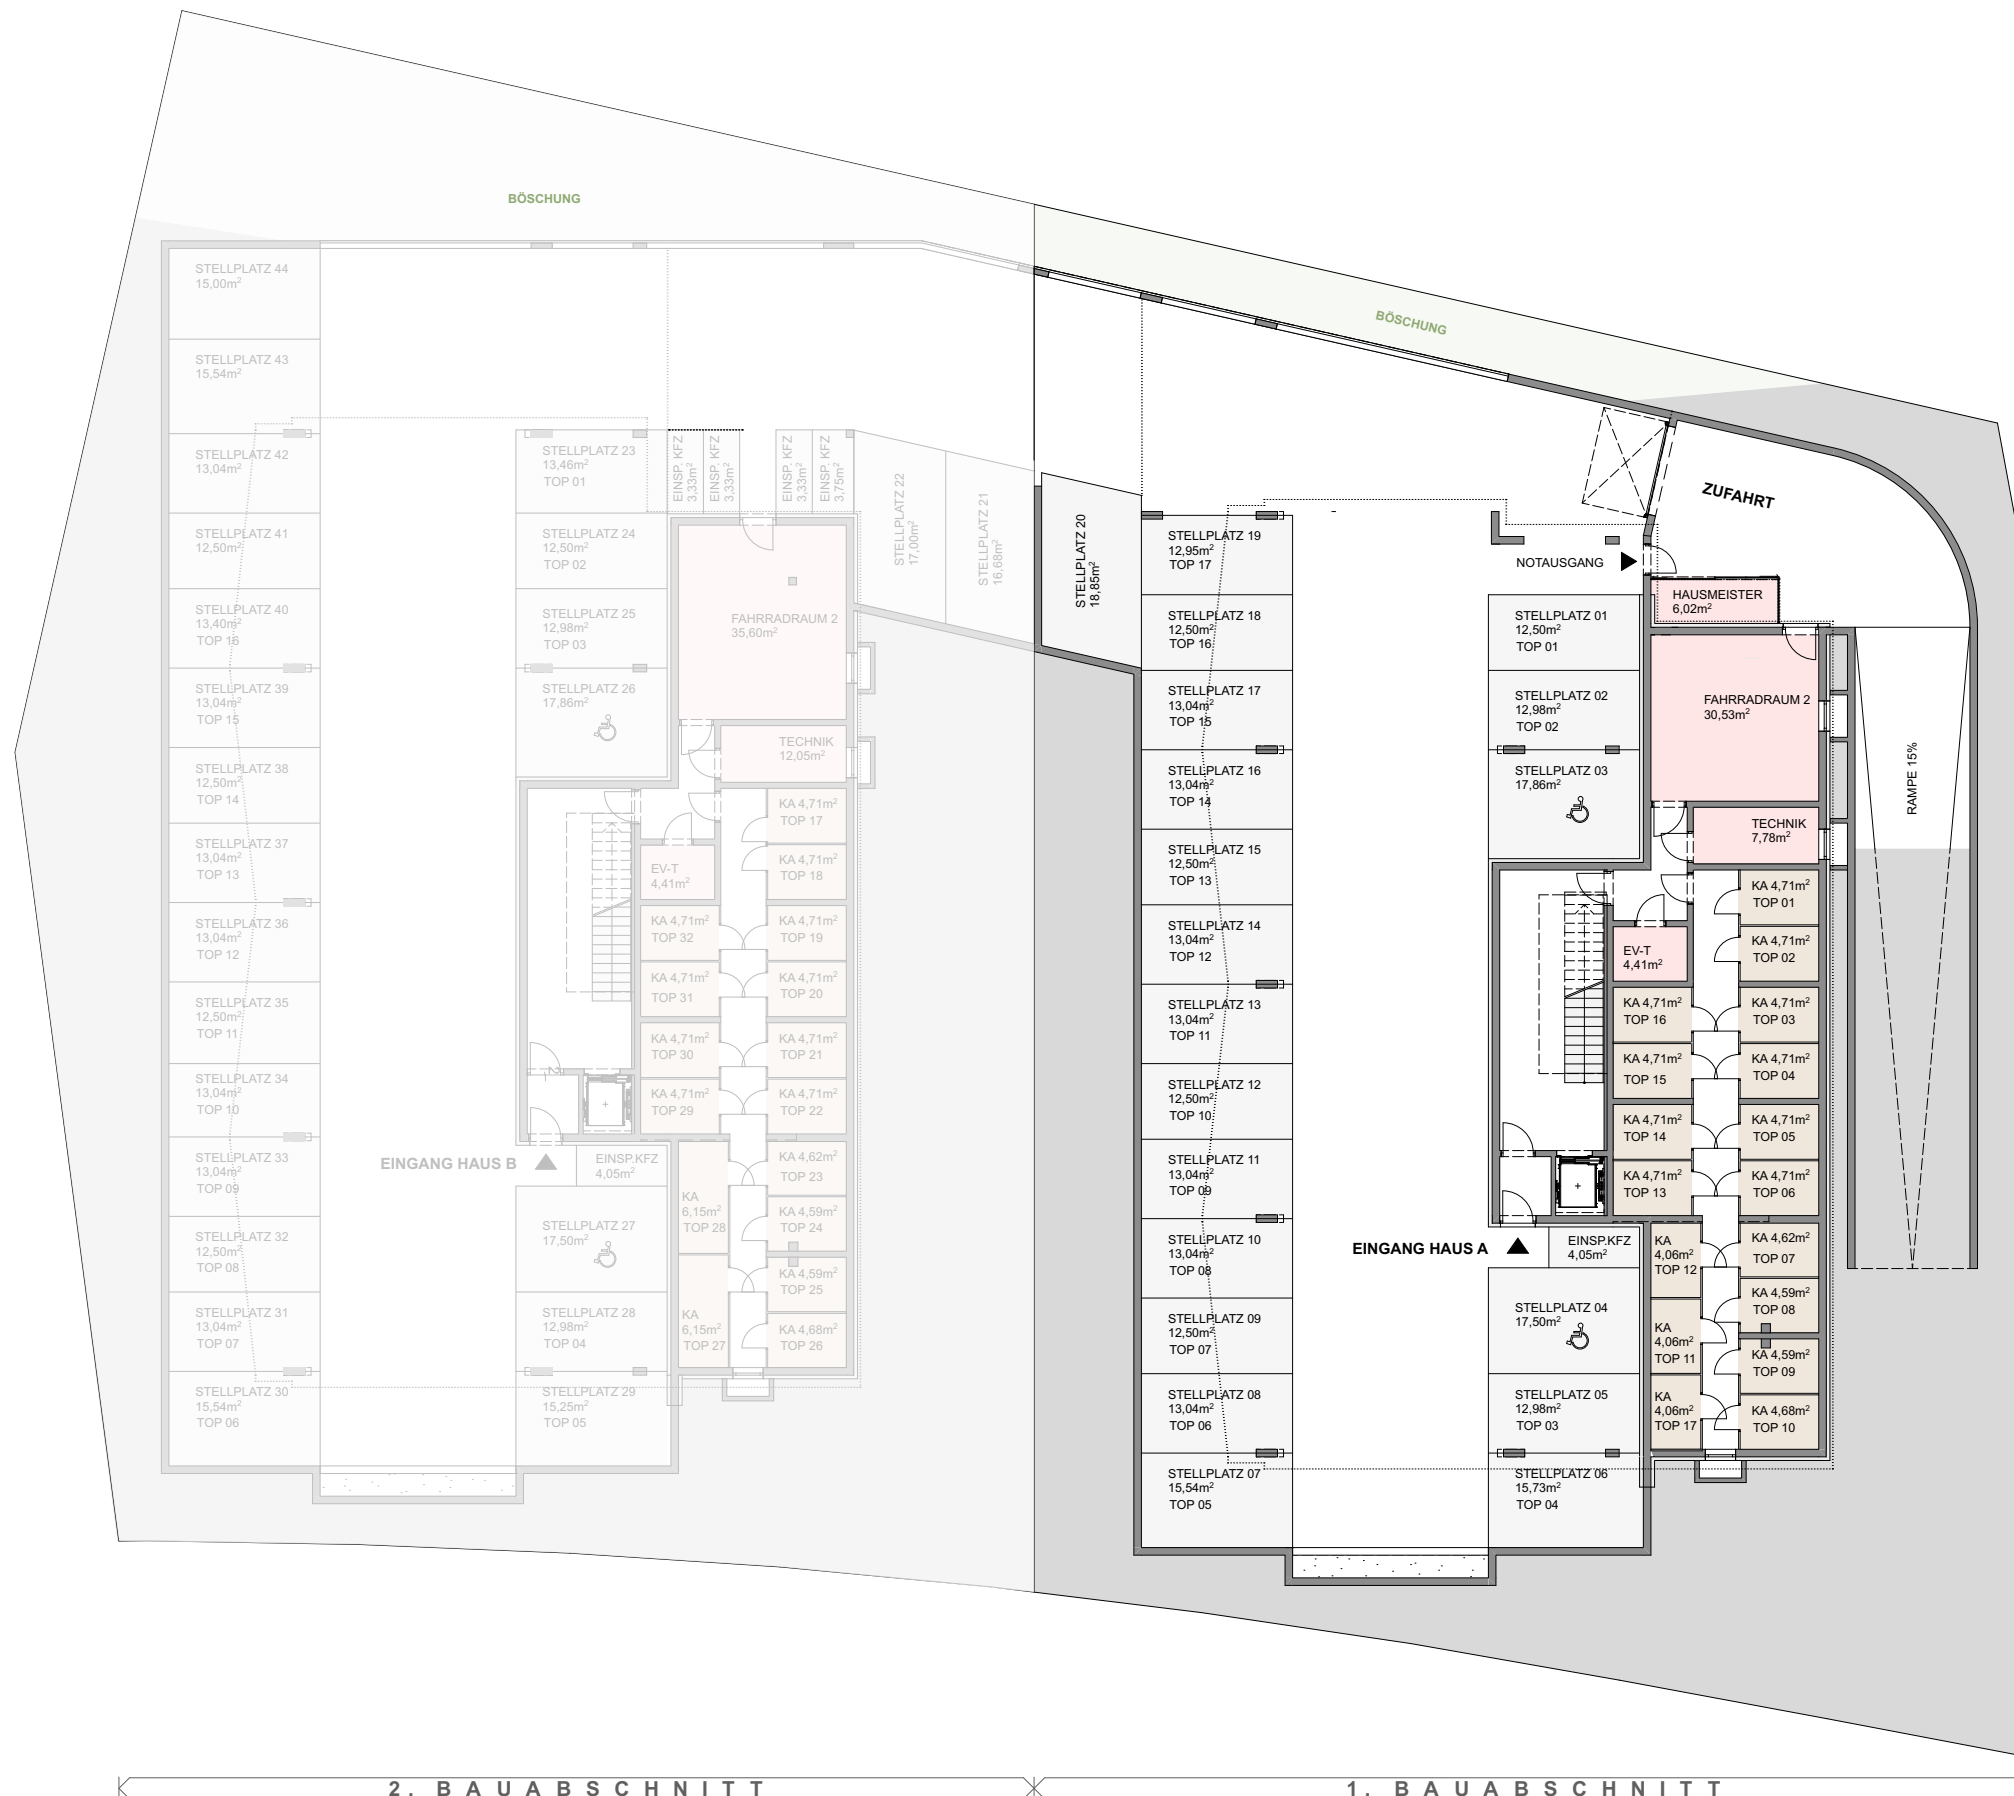 BÖSCHUNG
STELLPLATZ 44
15,00m²
STELLPLATZ 43
15,54m²
STELLPLATZ 42
13,04m²
STELLPLATZ 41
12,50m²
STELLPLATZ 40
13,40m²
TOP 16
STELLPLATZ 39
13,04m²
TOP 15
STELLPLATZ 38
12,50m²
TOP 14
STELLPLATZ 37
13,04m²
TOP 13
STELLPLATZ 36
13,04m²
TOP 12
STELLPLATZ 35
12,50m²
TOP 11
STELLPLATZ 34
13,04m²
TOP 10
STELLPLATZ 33
13,04m²
TOP 09
STELLPLATZ 32
12,50m²
TOP 08
STELLPLATZ 31
13,04m²
TOP 07
STELLPLATZ 30
15,54m²
TOP 06
STELLPLATZ 23
13,46m²
TOP 01
STELLPLATZ 24
12,50m²
TOP 02
STELLPLATZ 25
12,98m²
TOP 03
STELLPLATZ 26
17,86m²
EINGANG HAUS B
EINSP.KFZ
4,05m²
STELLPLATZ 27
17,50m²
STELLPLATZ 28
12,98m²
TOP 04
STELLPLATZ 29
15,25m²
TOP 05
EINSP. KFZ
3,33m²
EINSP. KFZ
3,33m²
EINSP. KFZ
3,33m²
EINSP. KFZ
3,75m²
STELLPLATZ 22
17,00m²
STELLPLATZ 21
16,68m²
FAHRRADRAUM 2
35,60m²
TECHNIK
12,05m²
EV-T
4,41m²
KA 4,71m²
TOP 17
KA 4,71m²
TOP 18
KA 4,71m²
TOP 32
KA 4,71m²
TOP 19
KA 4,71m²
TOP 31
KA 4,71m²
TOP 20
KA 4,71m²
TOP 30
KA 4,71m²
TOP 21
KA 4,71m²
TOP 29
KA 4,71m²
TOP 22
KA
6,15m²
TOP 28
KA 4,62m²
TOP 23
KA 4,59m²
TOP 24
KA
6,15m²
TOP 27
KA 4,59m²
TOP 25
KA 4,68m²
TOP 26
BÖSCHUNG
ZUFAHRT
STELLPLATZ 20
18,85m²
STELLPLATZ 19
12,95m²
TOP 17
STELLPLATZ 18
12,50m²
TOP 16
STELLPLATZ 17
13,04m²
TOP 15
STELLPLATZ 16
13,04m²
TOP 14
STELLPLATZ 15
12,50m²
TOP 13
STELLPLATZ 14
13,04m²
TOP 12
STELLPLATZ 13
13,04m²
TOP 11
STELLPLATZ 12
12,50m²
TOP 10
STELLPLATZ 11
13,04m²
TOP 09
STELLPLATZ 10
13,04m²
TOP 08
STELLPLATZ 09
12,50m²
TOP 07
STELLPLATZ 08
13,04m²
TOP 06
STELLPLATZ 07
15,54m²
TOP 05
NOTAUSGANG
HAUSMEISTER
6,02m²
STELLPLATZ 01
12,50m²
TOP 01
STELLPLATZ 02
12,98m²
TOP 02
STELLPLATZ 03
17,86m²
FAHRRADRAUM 2
30,53m²
TECHNIK
7,78m²
RAMPE 15%
EV-T
4,41m²
KA 4,71m²
TOP 01
KA 4,71m²
TOP 02
KA 4,71m²
TOP 16
KA 4,71m²
TOP 03
KA 4,71m²
TOP 15
KA 4,71m²
TOP 04
KA 4,71m²
TOP 14
KA 4,71m²
TOP 05
KA 4,71m²
TOP 13
KA 4,71m²
TOP 06
EINGANG HAUS A
EINSP.KFZ
4,05m²
KA
4,06m²
TOP 12
KA 4,62m²
TOP 07
KA 4,59m²
TOP 08
KA
4,06m²
TOP 11
KA 4,59m²
TOP 09
KA
4,06m²
TOP 17
KA 4,68m²
TOP 10
STELLPLATZ 04
17,50m²
STELLPLATZ 05
12,98m²
TOP 03
STELLPLATZ 06
15,73m²
TOP 04
2. BAUABSCHNITT
1. BAUABSCHNITT